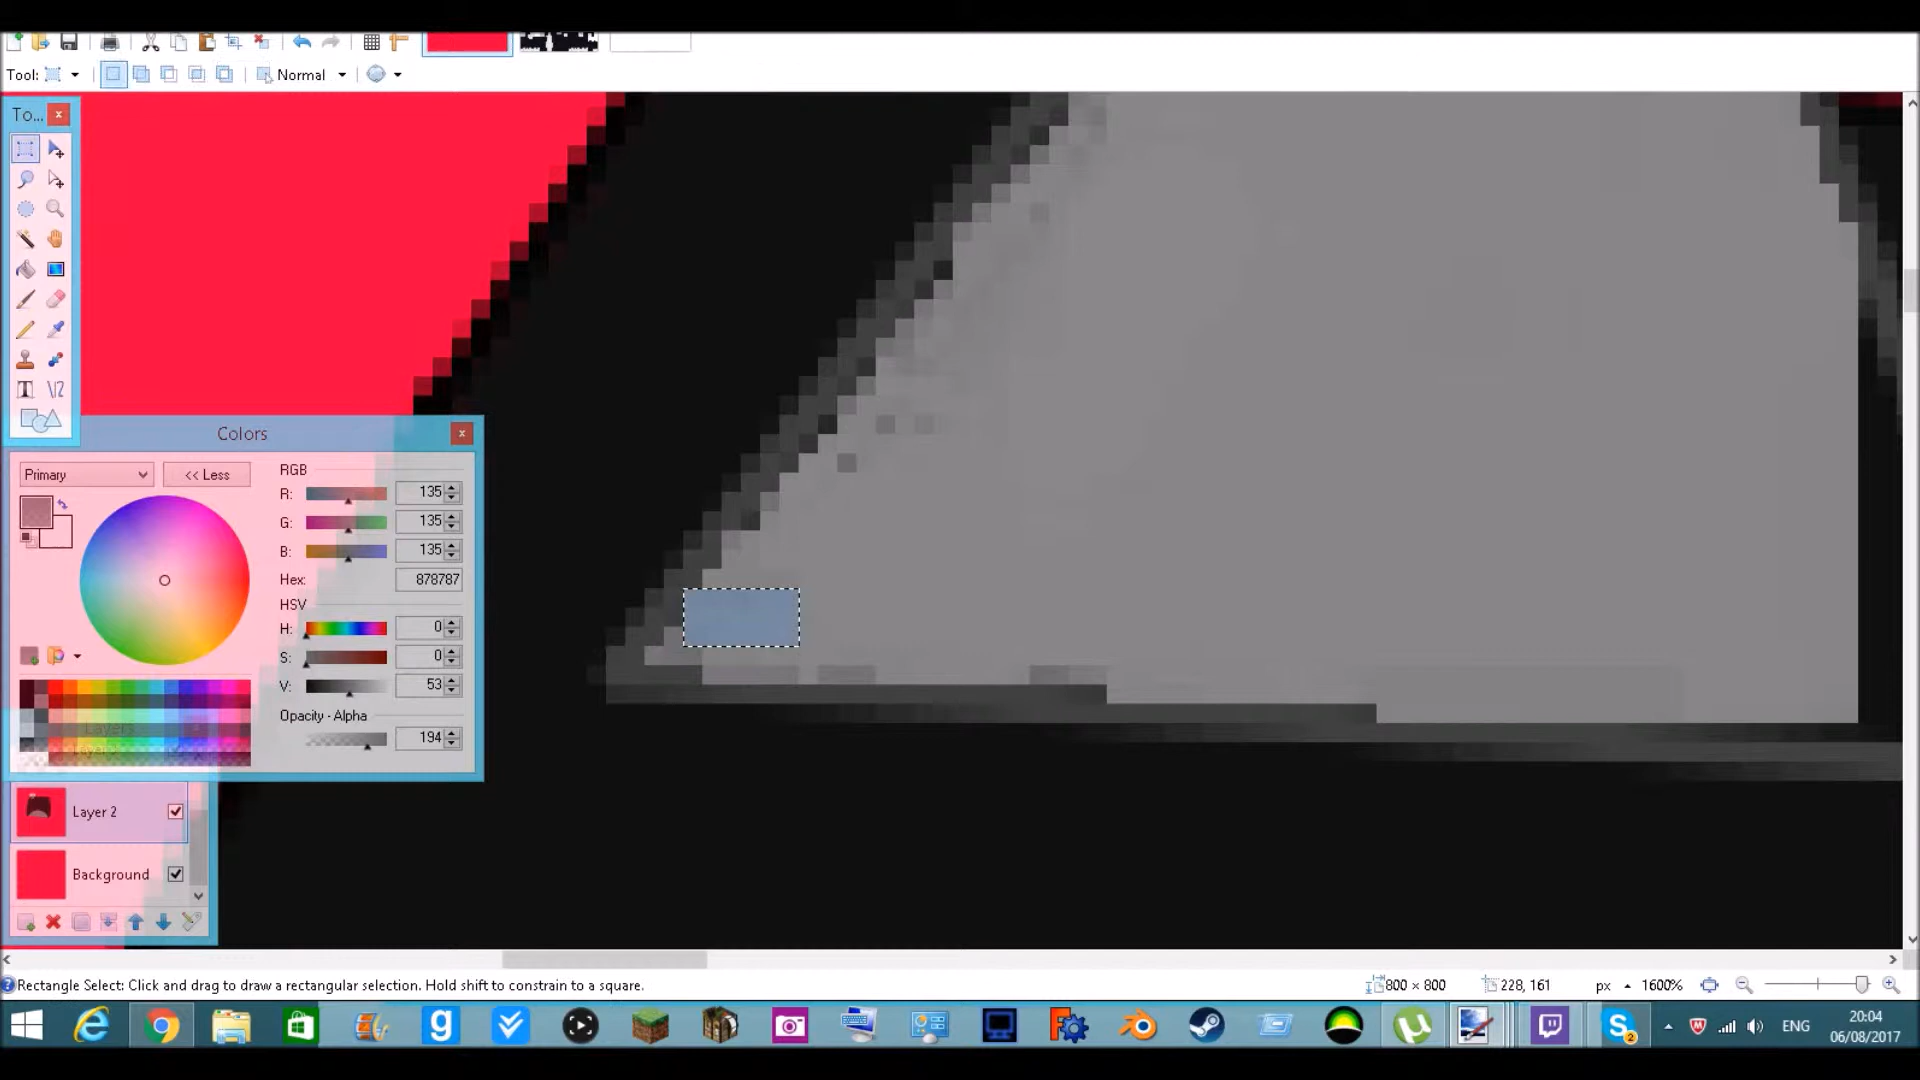 Tool:
Normal
To...
Colors
Primary
<< Less
RGB
R: 135
G: 135
B: 135
Hex: 878787
HSV
H: 0
S: 0
V: 53
Opacity - Alpha
194
Layers
Layer 2
Background
Rectangle Select: Click and drag to draw a rectangular selection. Hold shift to constrain to a square.
800 × 800
228, 161
px
1600%
ENG
20:04
06/08/2017